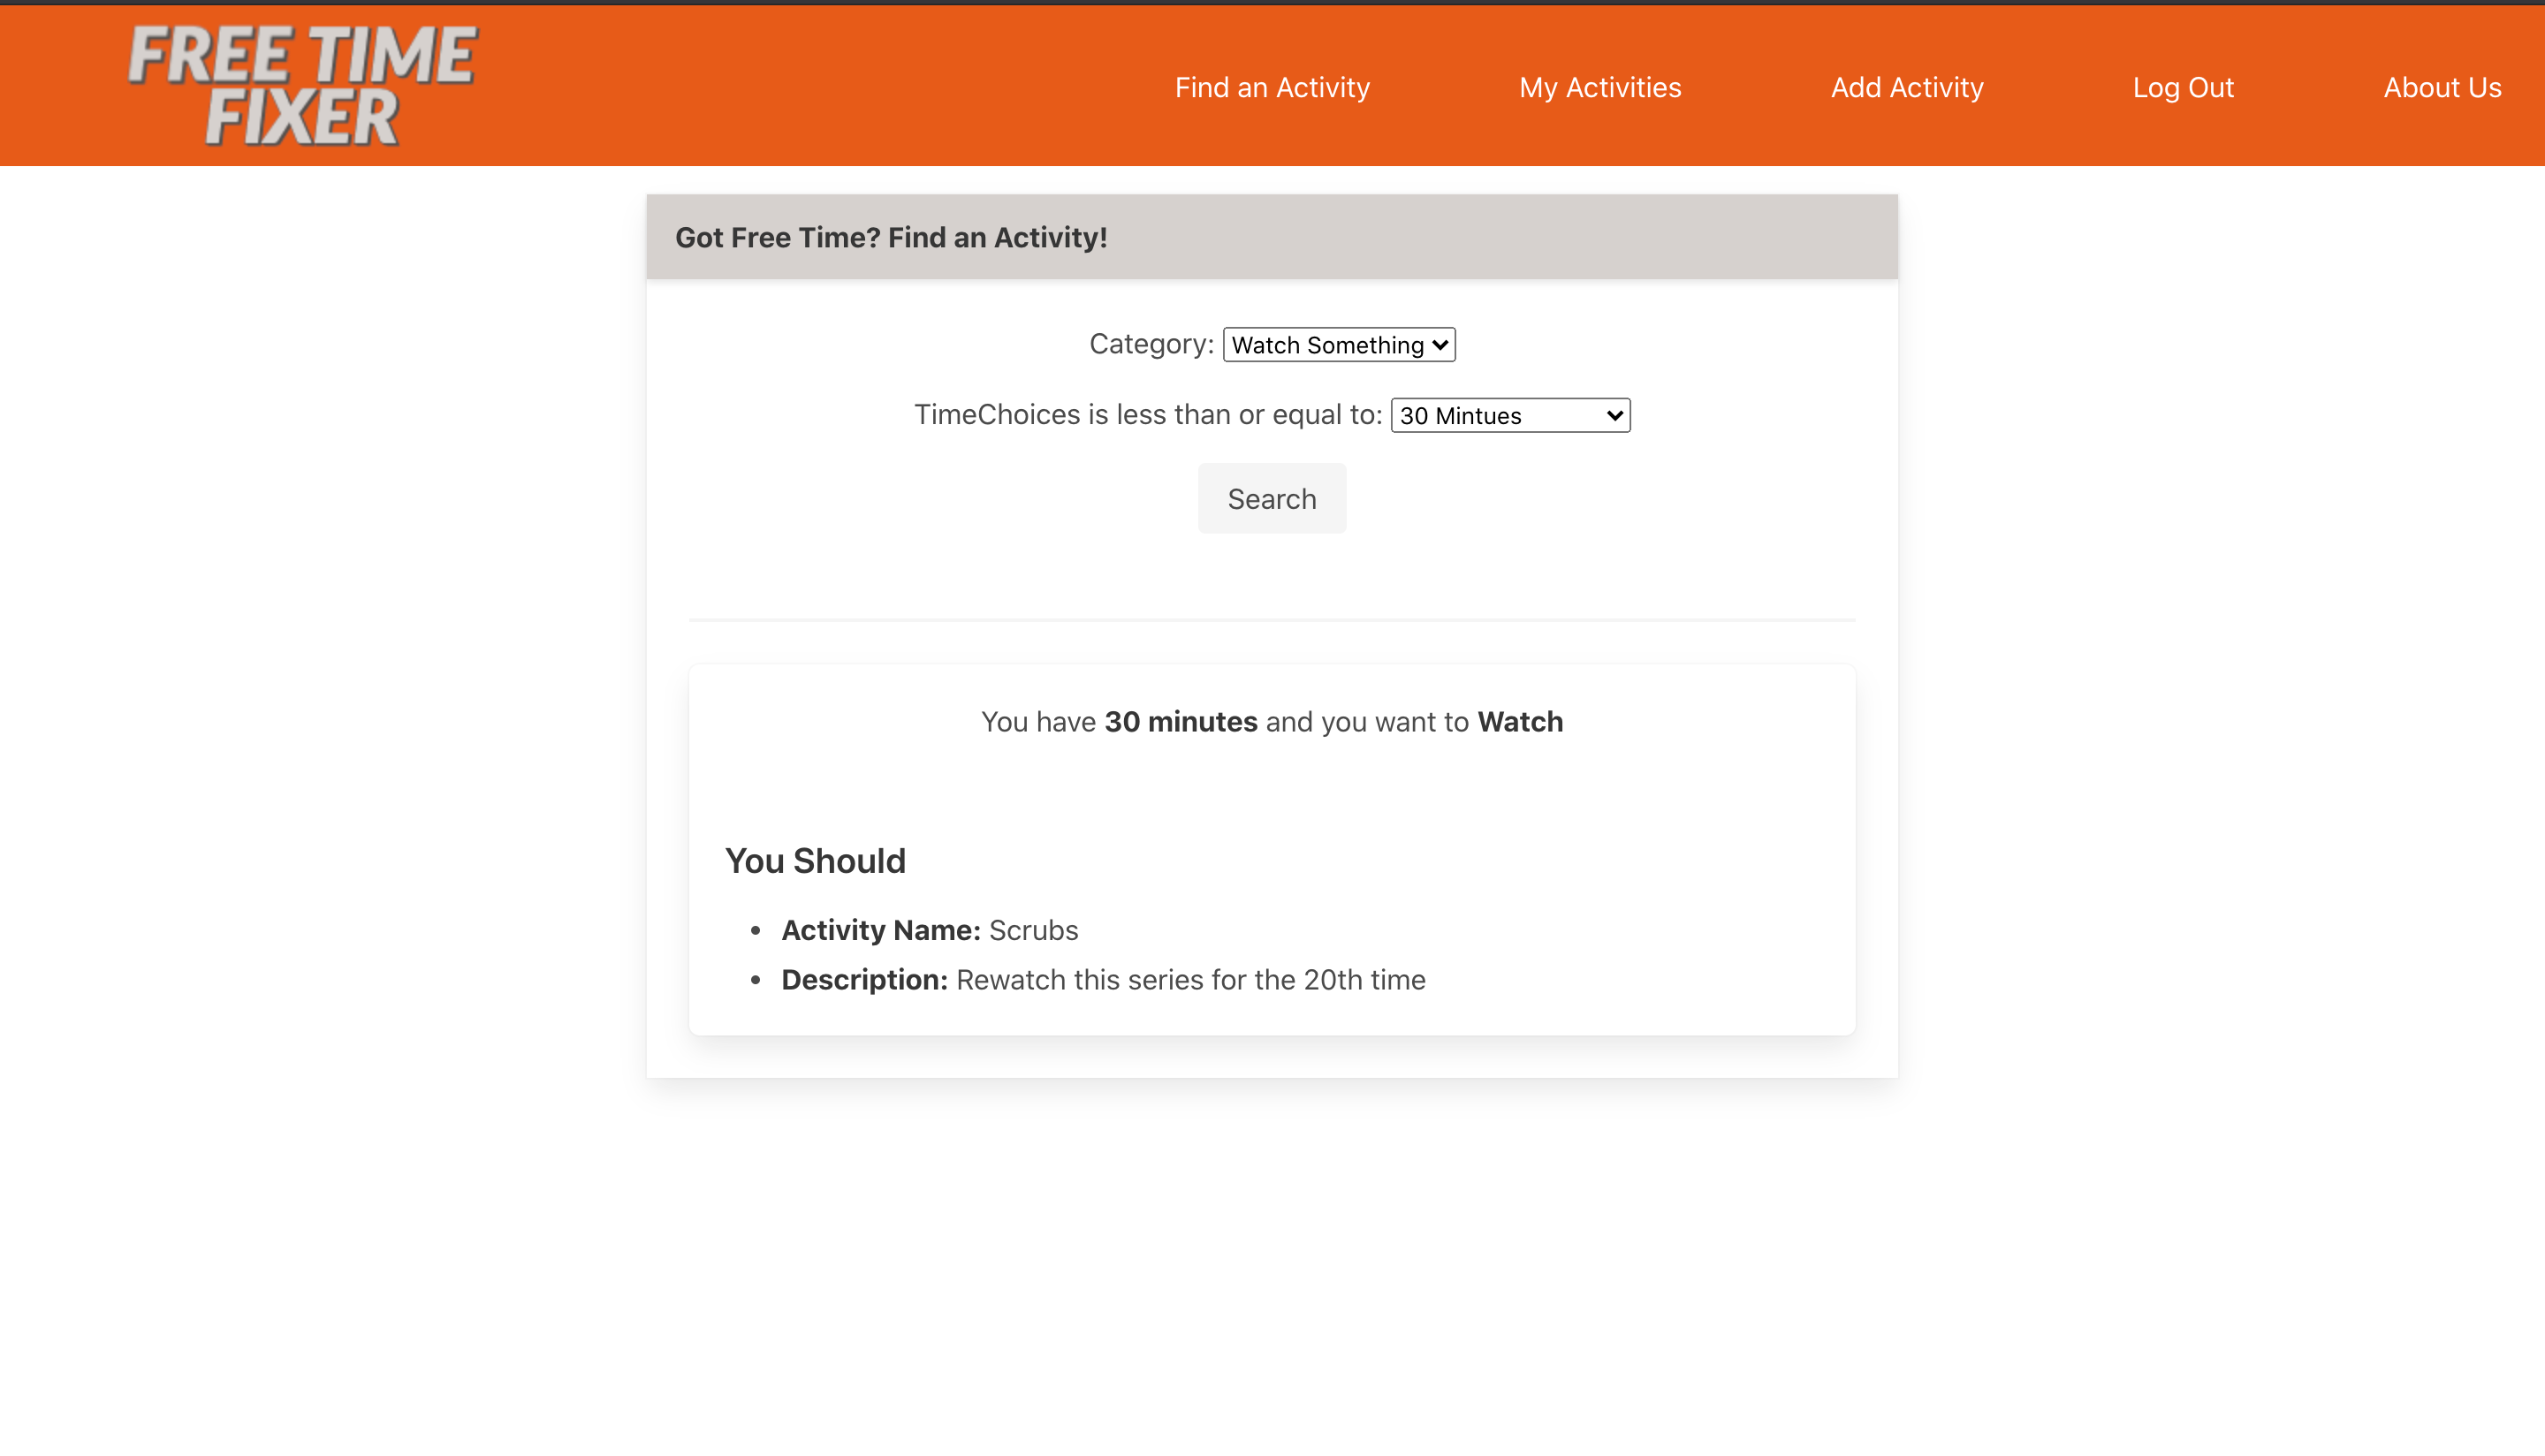 FREE TIME
FIXER
Find an Activity
My Activities
Add Activity
Log Out
About Us
Got Free Time? Find an Activity!
Category: Watch Something
TimeChoices is less than or equal to: 30 Mintues
Search
You have 30 minutes and you want to Watch
You Should
• Activity Name: Scrubs
• Description: Rewatch this series for the 20th time